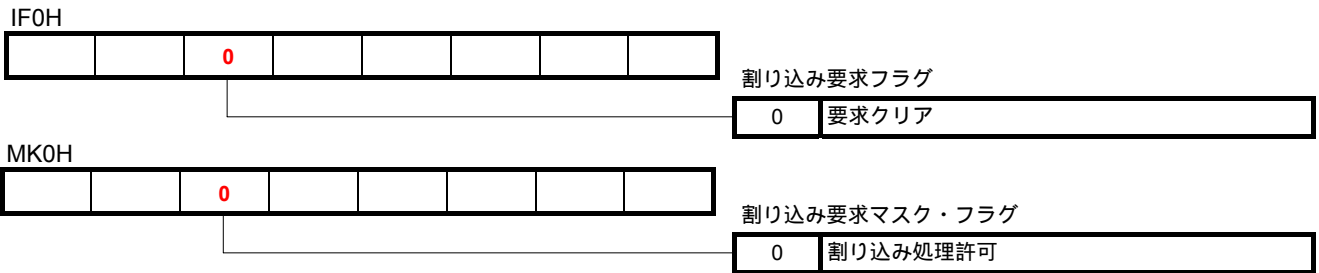 IF0H
0
割り込み要求フラグ
0 要求クリア
MK0H
0
割り込み要求マスク・フラグ
0 割り込み処理許可